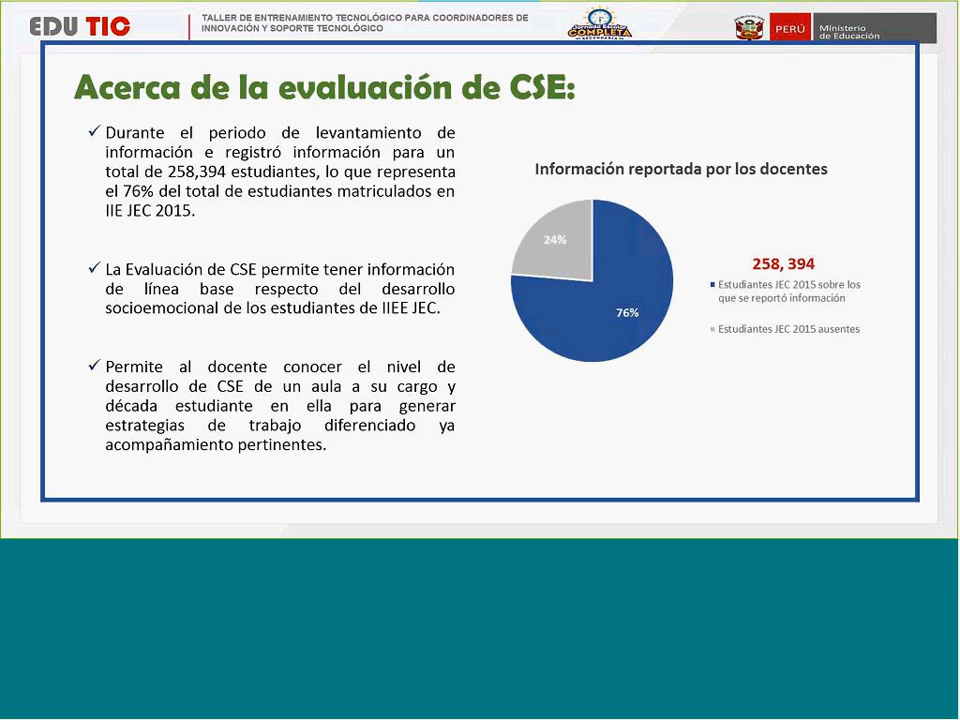 EDU TIC
TALLER DE ENTRENAMIENTO TECNOLÓGICO PARA COORDINADORES DE
INNOVACIÓN Y SOPORTE TECNOLÓGICO
Jornada Escolar
COMPLETA
SECUNDARIA
PERÚ
Ministerio
de Educación
Acerca de la evaluación de CSE:
✓ Durante el periodo de levantamiento de
información e registró información para un
total de 258,394 estudiantes, lo que representa
el 76% del total de estudiantes matriculados en
IIE JEC 2015.
✓ La Evaluación de CSE permite tener información
de línea base respecto del desarrollo
socioemocional de los estudiantes de IIEE JEC.
✓ Permite al docente conocer el nivel de
desarrollo de CSE de un aula a su cargo y
década estudiante en ella para generar
estrategias de trabajo diferenciado ya
acompañamiento pertinentes.
Información reportada por los docentes
24%
76%
258, 394
Estudiantes JEC 2015 sobre los
que se reportó información
Estudiantes JEC 2015 ausentes